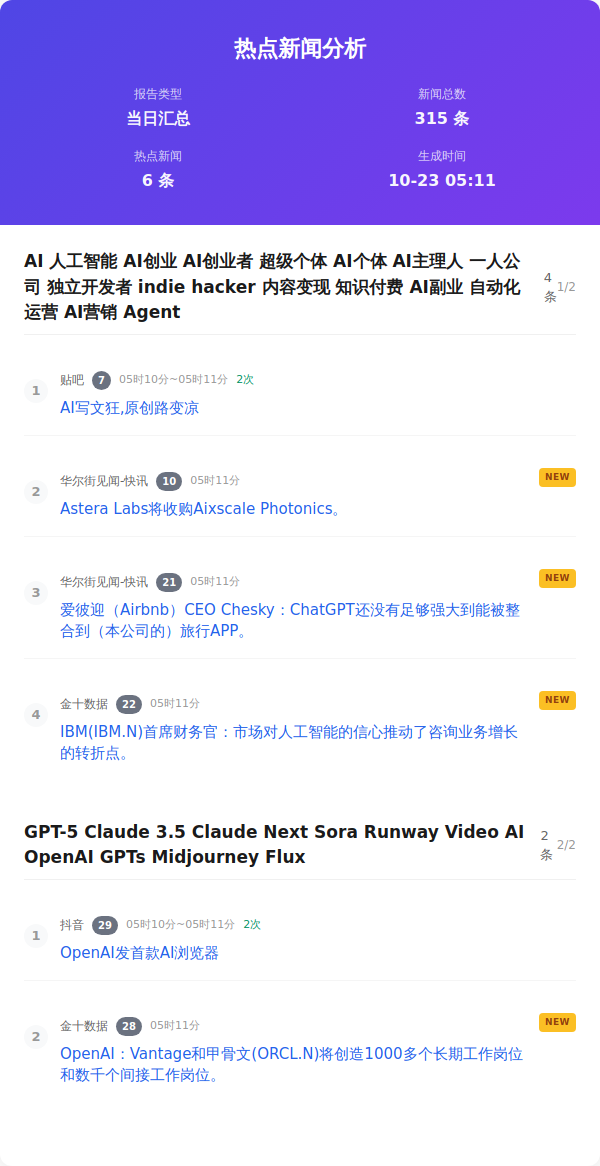 热点新闻分析
报告类型
新闻总数
当日汇总
315 条
热点新闻
生成时间
6 条
10-23 05:11
AI 人工智能 AI创业 AI创业者 超级个体 AI个体 AI主理人 一人公
司 独立开发者 indie hacker 内容变现 知识付费 AI副业 自动化
运营 AI营销 Agent
4
条
1/2
1
贴吧 7 05时10分~05时11分 2次
AI写文狂,原创路变凉
2
华尔街见闻-快讯 10 05时11分
NEW
Astera Labs将收购Aixscale Photonics。
3
华尔街见闻-快讯 21 05时11分
NEW
爱彼迎（Airbnb）CEO Chesky：ChatGPT还没有足够强大到能被整
合到（本公司的）旅行APP。
4
金十数据 22 05时11分
NEW
IBM(IBM.N)首席财务官：市场对人工智能的信心推动了咨询业务增长
的转折点。
GPT-5 Claude 3.5 Claude Next Sora Runway Video AI
OpenAI GPTs Midjourney Flux
2
条
2/2
1
抖音 29 05时10分~05时11分 2次
OpenAI发首款AI浏览器
2
金十数据 28 05时11分
NEW
OpenAI：Vantage和甲骨文(ORCL.N)将创造1000多个长期工作岗位
和数千个间接工作岗位。